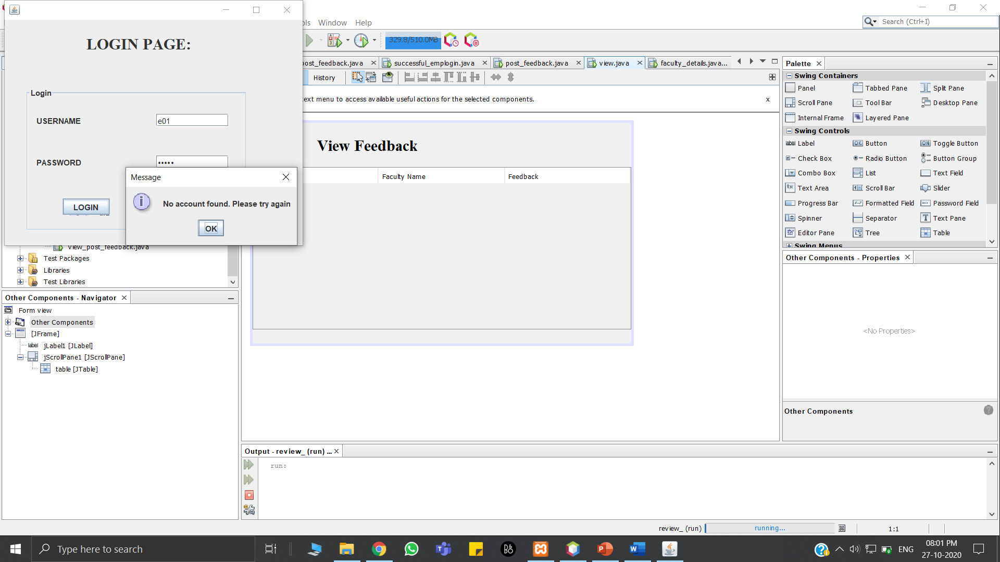 LOGIN PAGE:
Login
USERNAME
e01
PASSWORD
LOGIN
Message
No account found. Please try again
OK
Window Help
Search (Ctrl+I)
329.8/510.0MB
post_feedback.java
successful_emplogin.java
post_feedback.java
view.java
faculty_details.java...
History
menu to access available useful actions for the selected components.
x
View Feedback
Faculty Name
Feedback
Palette
Swing Containers
Panel
Tabbed Pane
Split Pane
Scroll Pane
Tool Bar
Desktop Pane
Internal Frame
Layered Pane
Swing Controls
Label
Button
Toggle Button
Check Box
Radio Button
Button Group
Combo Box
List
Text Field
Text Area
Scroll Bar
Slider
Progress Bar
Formatted Field
Password Field
Spinner
Separator
Text Pane
Editor Pane
Tree
Table
Swing Menus
Other Components - Properties
<No Properties>
Other Components
View_post_feedback.java
Test Packages
Libraries
Test Libraries
Other Components - Navigator
Form view
Other Components
[JFrame]
label jLabel1 [JLabel]
jScrollPane1 [JScrollPane]
table [JTable]
Output - review_ (run) ...
run:
review_ (run)
running...
1:1
Type here to search
ENG
08:01 PM
27-10-2020